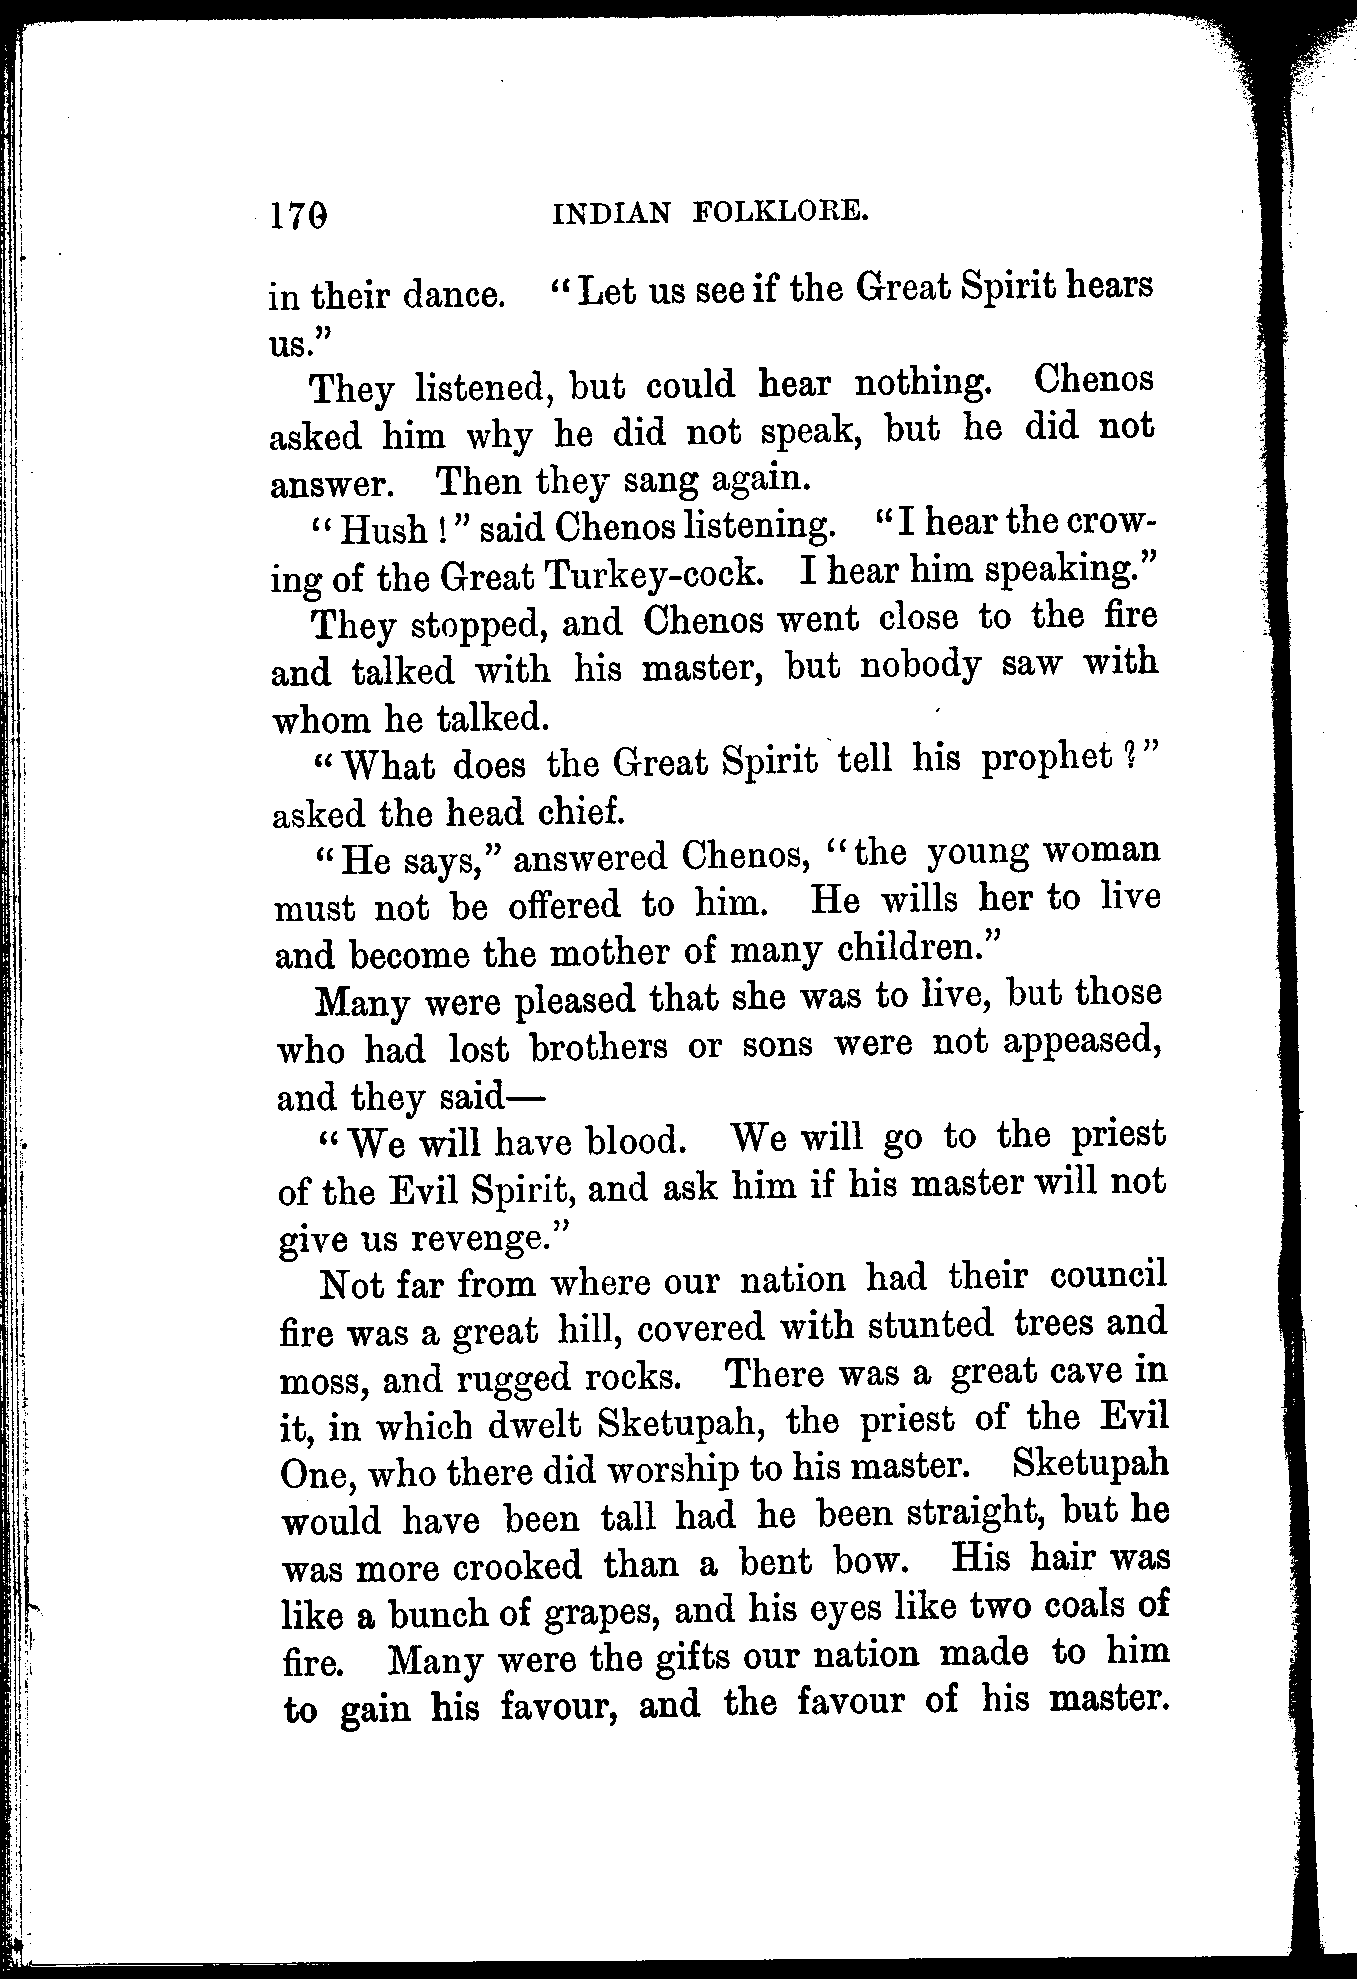 170 INDIAN FOLKLORE.
in their dance. “Let us see if the Great Spirit hears
us.”
They listened, but could hear nothing. Chenos
asked him why he did not speak, but he did not
answer. Then they sang again.
“Hush!” said Chenos listening. “I hear the crow-
ing of the Great Turkey-cock. I hear him speaking.”
They stopped, and Chenos went close to the fire
and talked with his master, but nobody saw with
whom he talked.
“What does the Great Spirit tell his prophet?”
asked the head chief.
“He says,” answered Chenos, “the young woman
must not be offered to him. He wills her to live
and become the mother of many children.”
Many were pleased that she was to live, but those
who had lost brothers or sons were not appeased,
and they said—
“We will have blood. We will go to the priest
of the Evil Spirit, and ask him if his master will not
give us revenge.”
Not far from where our nation had their council
fire was a great hill, covered with stunted trees and
moss, and rugged rocks. There was a great cave in
it, in which dwelt Sketupah, the priest of the Evil
One, who there did worship to his master. Sketupah
would have been tall had he been straight, but he
was more crooked than a bent bow. His hair was
like a bunch of grapes, and his eyes like two coals of
fire. Many were the gifts our nation made to him
to gain his favour, and the favour of his master.